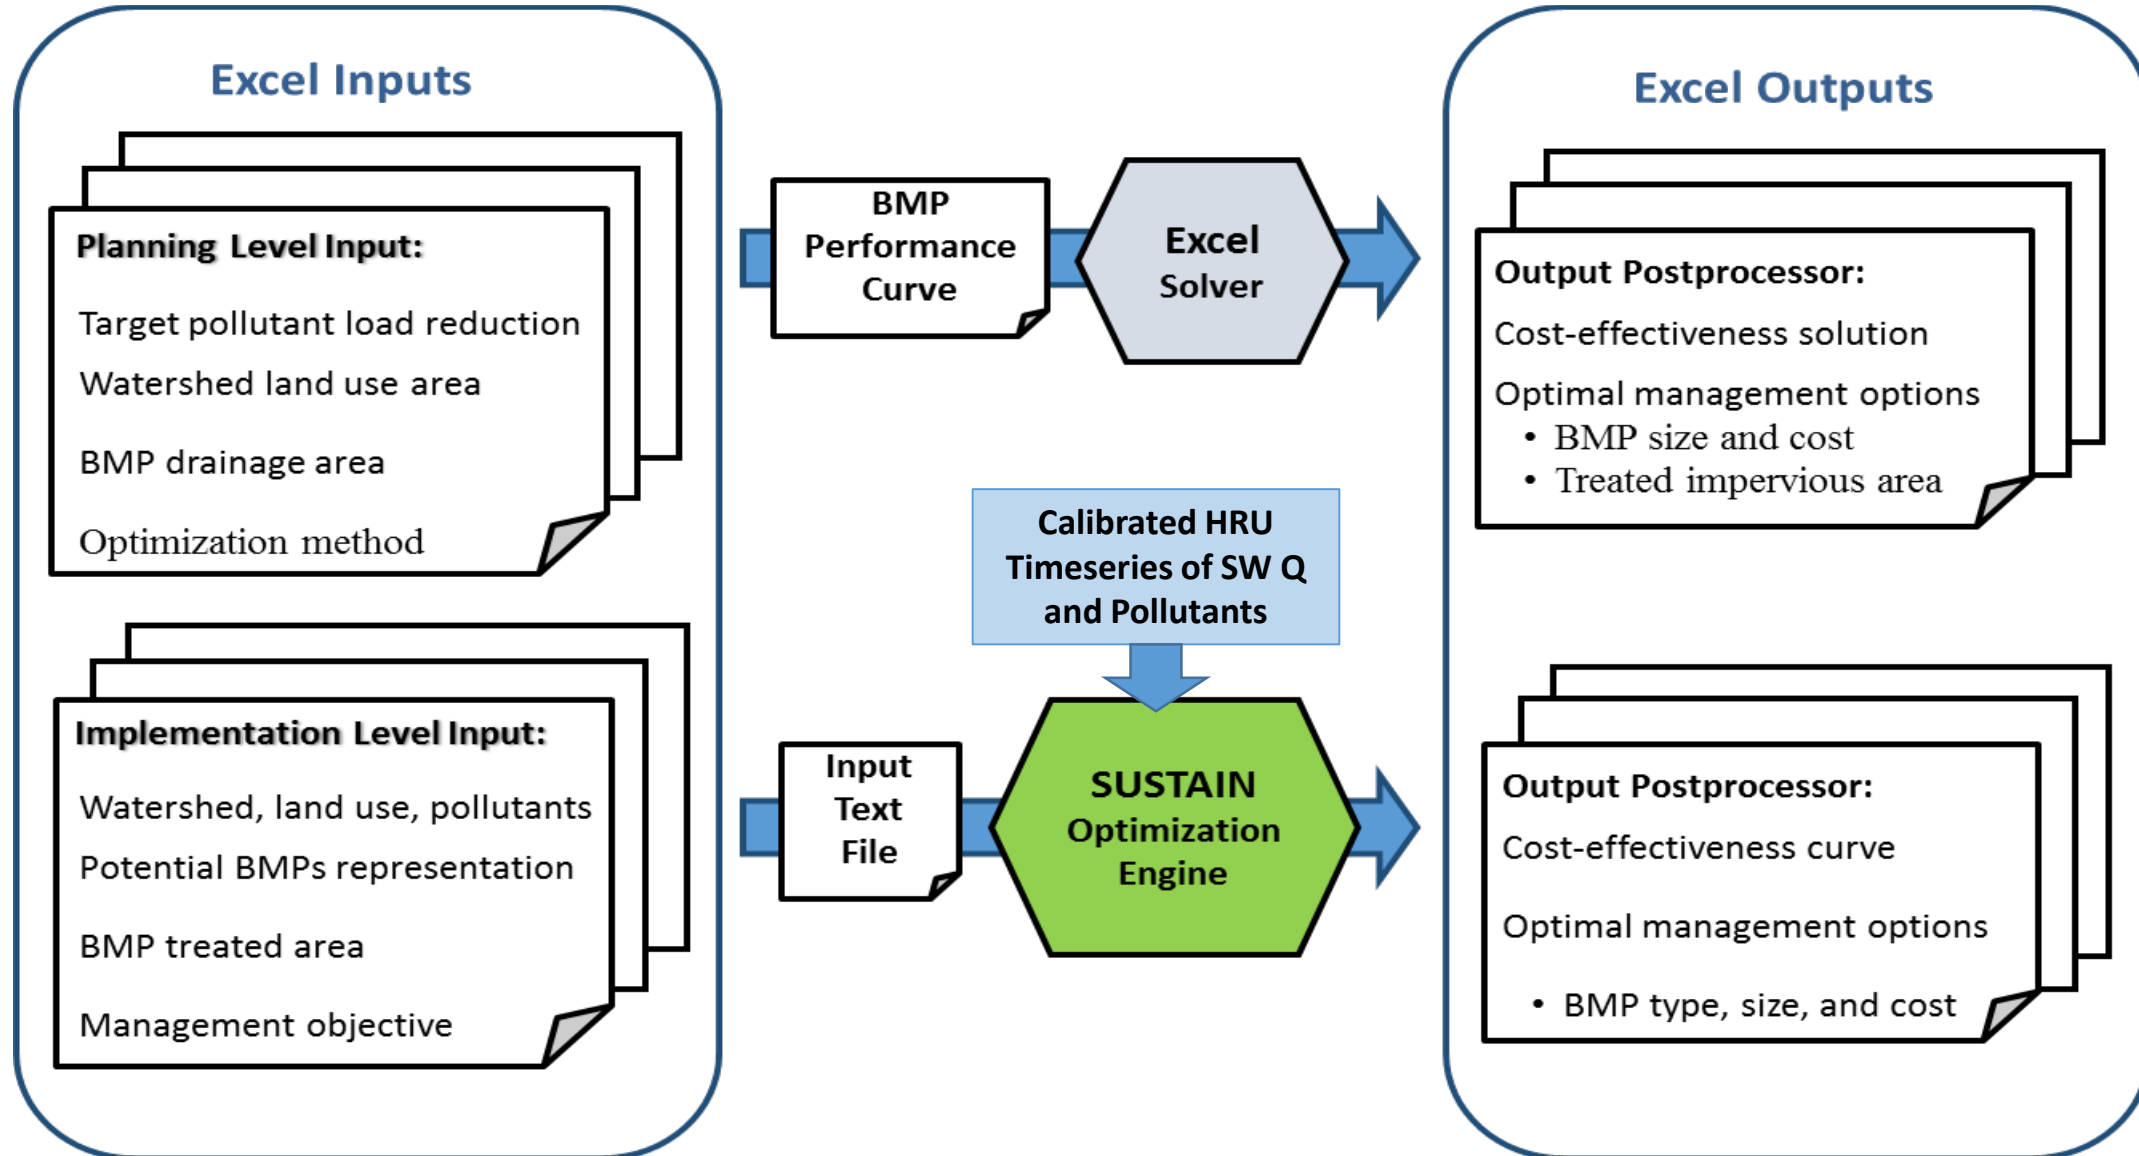 Excel Inputs
Planning Level Input:
Target pollutant load reduction
Watershed land use area
BMP drainage area
Optimization method
Implementation Level Input:
Watershed, land use, pollutants
Potential BMPs representation
BMP treated area
Management objective
BMP
Performance
Curve
Excel
Solver
Calibrated HRU
Timeseries of SW Q
and Pollutants
Input
Text
File
SUSTAIN
Optimization
Engine
Excel Outputs
Output Postprocessor:
Cost-effectiveness solution
Optimal management options
• BMP size and cost
• Treated impervious area
Output Postprocessor:
Cost-effectiveness curve
Optimal management options
• BMP type, size, and cost